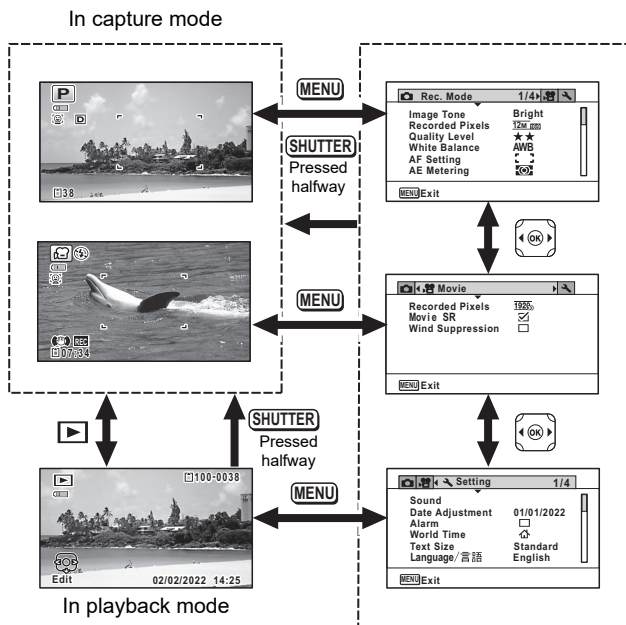 In capture mode
P
D
38
MENU
SHUTTER
Pressed
halfway
Rec. Mode 1/4
Image Tone Bright
Recorded Pixels 12M
Quality Level ★★
White Balance AWB
AF Setting
AE Metering
MENU Exit
OK
REC
07:34
MENU
Movie
Recorded Pixels 1920
Movie SR ☑
Wind Suppression ☐
MENU Exit
SHUTTER
Pressed
halfway
OK
100-0038
Edit 02/02/2022 14:25
MENU
Setting 1/4
Sound
Date Adjustment 01/01/2022
Alarm ☐
World Time
Text Size Standard
Language/言語 English
MENU Exit
In playback mode